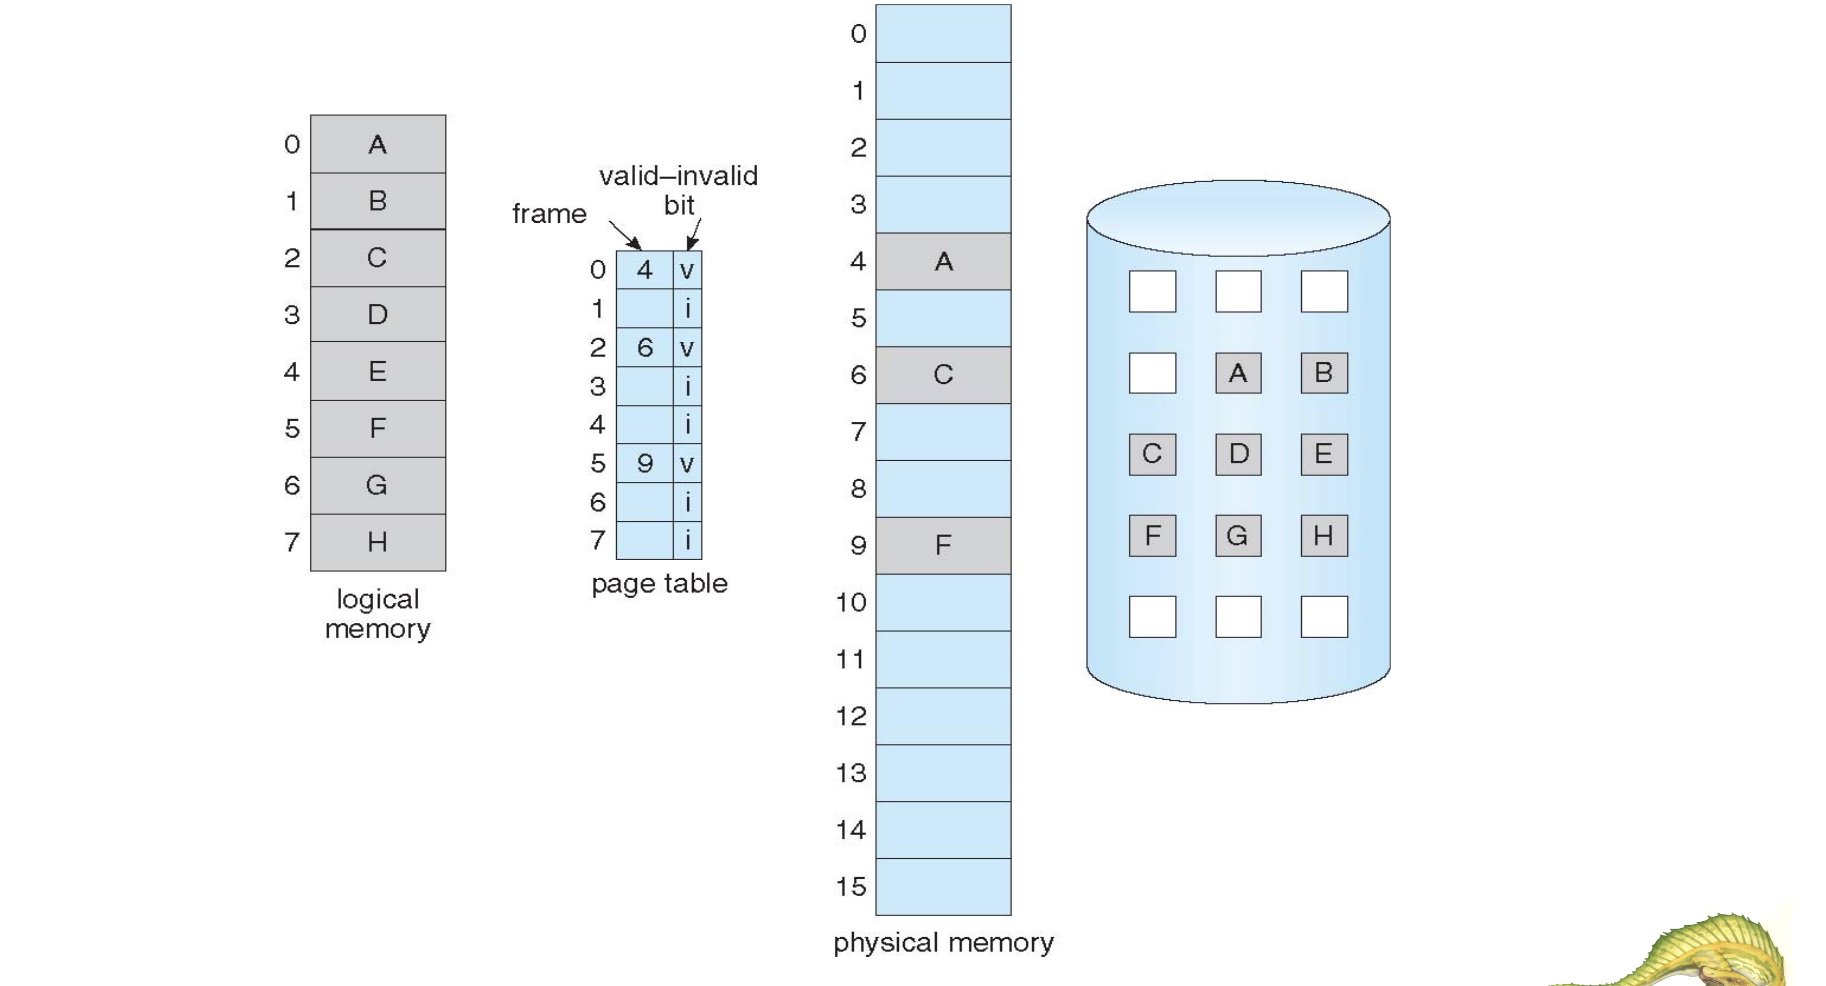 0 A
1 B
2 C
3 D
4 E
5 F
6 G
7 H
logical
memory
valid–invalid
bit
frame
0 4 v
1 i
2 6 v
3 i
4 i
5 9 v
6 i
7 i
page table
0
1
2
3
4 A
5
6 C
7
8
9 F
10
11
12
13
14
15
physical memory
A B
C D E
F G H